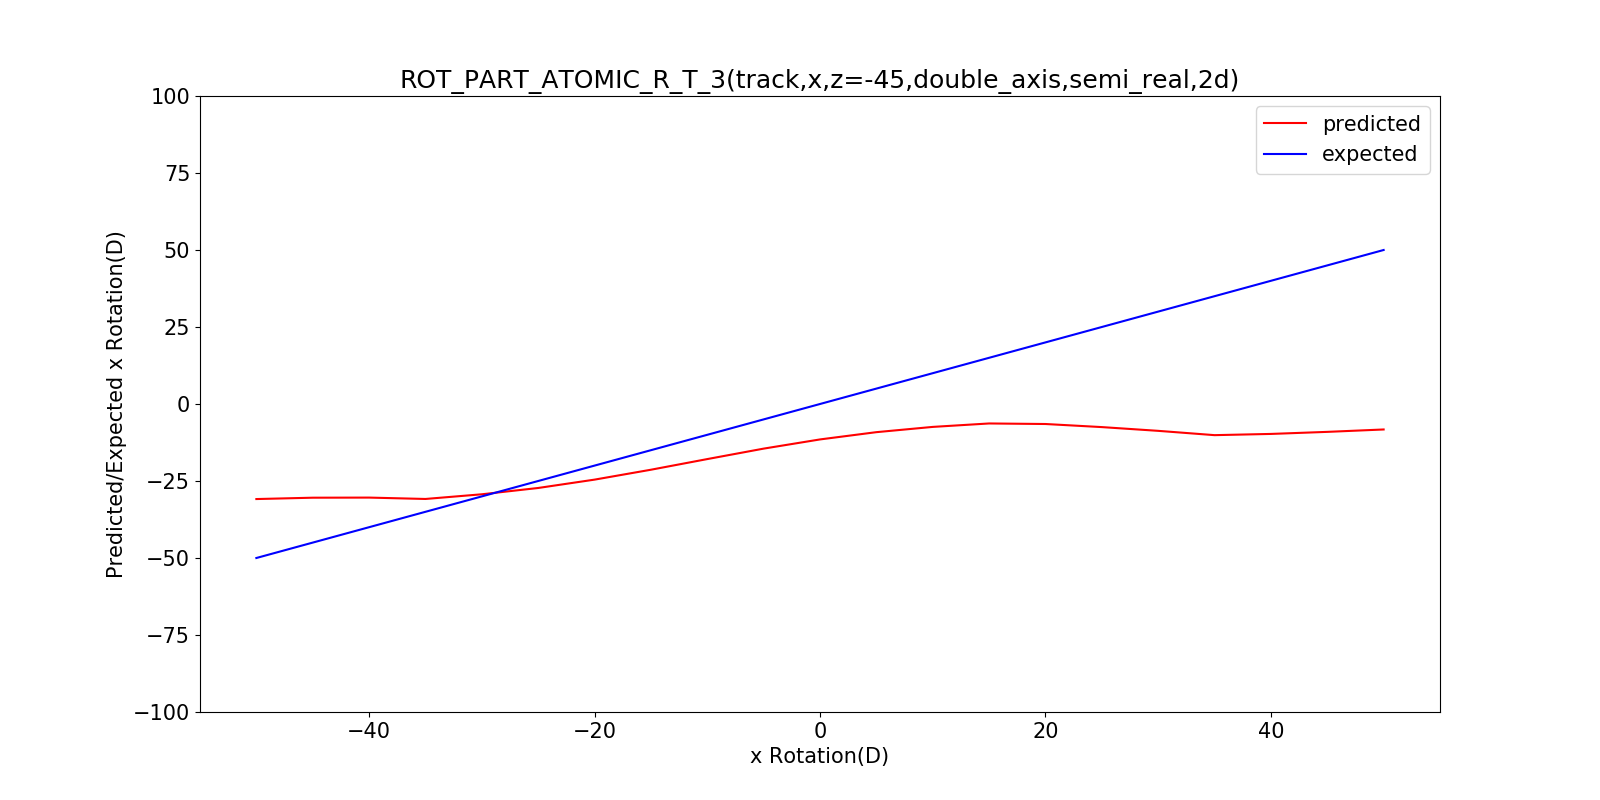 ROT_PART_ATOMIC_R_T_3(track,x,z=-45,double_axis,semi_real,2d)
predicted
expected
Predicted/Expected x Rotation(D)
100
75
50
25
0
−25
−50
−75
−100
−40
−20
0
20
40
x Rotation(D)